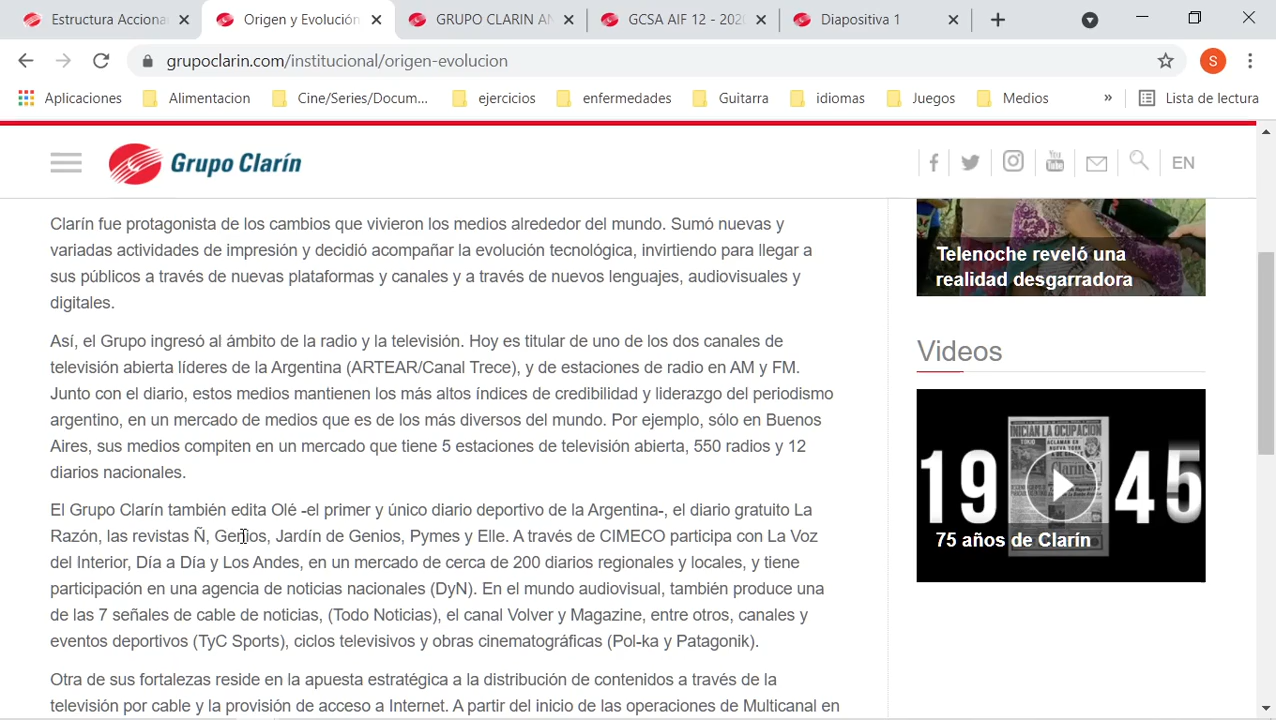 Estructura Acciona
Origen y Evolución
GRUPO CLARIN AN
GCSA AIF 12 - 2020
Diapositiva 1
grupoclarin.com/institucional/origen-evolucion
S
Aplicaciones
Alimentacion
Cine/Series/Docum...
ejercicios
enfermedades
Guitarra
idiomas
Juegos
Medios
»
Lista de lectura
Grupo Clarín
EN
Clarín fue protagonista de los cambios que vivieron los medios alrededor del mundo. Sumó nuevas y
variadas actividades de impresión y decidió acompañar la evolución tecnológica, invirtiendo para llegar a
sus públicos a través de nuevas plataformas y canales y a través de nuevos lenguajes, audiovisuales y
digitales.
Así, el Grupo ingresó al ámbito de la radio y la televisión. Hoy es titular de uno de los dos canales de
televisión abierta líderes de la Argentina (ARTEAR/Canal Trece), y de estaciones de radio en AM y FM.
Junto con el diario, estos medios mantienen los más altos índices de credibilidad y liderazgo del periodismo
argentino, en un mercado de medios que es de los más diversos del mundo. Por ejemplo, sólo en Buenos
Aires, sus medios compiten en un mercado que tiene 5 estaciones de televisión abierta, 550 radios y 12
diarios nacionales.
El Grupo Clarín también edita Olé -el primer y único diario deportivo de la Argentina-, el diario gratuito La
Razón, las revistas Ñ, Genios, Jardín de Genios, Pymes y Elle. A través de CIMECO participa con La Voz
del Interior, Día a Día y Los Andes, en un mercado de cerca de 200 diarios regionales y locales, y tiene
participación en una agencia de noticias nacionales (DyN). En el mundo audiovisual, también produce una
de las 7 señales de cable de noticias, (Todo Noticias), el canal Volver y Magazine, entre otros, canales y
eventos deportivos (TyC Sports), ciclos televisivos y obras cinematográficas (Pol-ka y Patagonik).
Otra de sus fortalezas reside en la apuesta estratégica a la distribución de contenidos a través de la
televisión por cable y la provisión de acceso a Internet. A partir del inicio de las operaciones de Multicanal en
Telenoche reveló una
realidad desgarradora
Videos
INICIAN LA OCUPACION
Clarín
19 45
75 años de Clarín